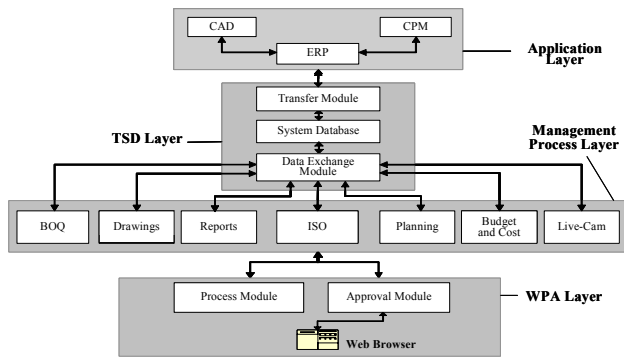 CAD
CPM
ERP
Application
Layer
Transfer Module
System Database
TSD Layer
Management
Process Layer
Data Exchange
Module
BOQ
Drawings
Reports
ISO
Planning
Budget
and Cost
Live-Cam
Process Module
Approval Module
WPA Layer
Web Browser